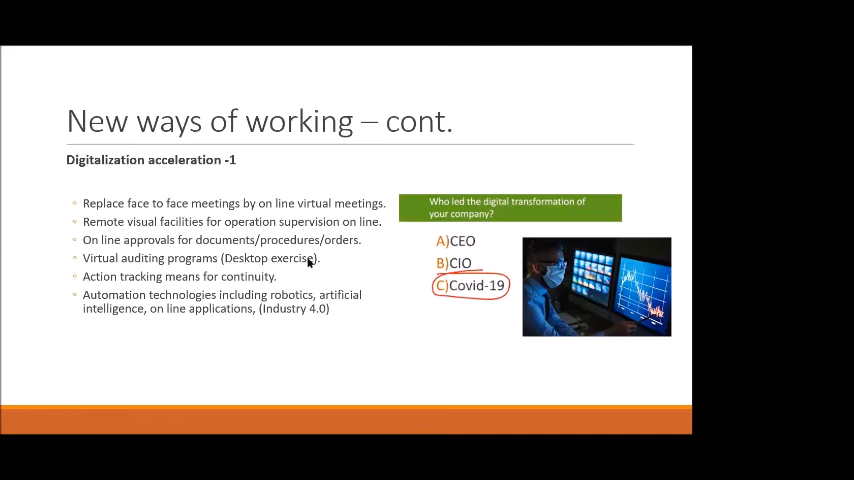 New ways of working – cont.
Digitalization acceleration -1
Replace face to face meetings by on line virtual meetings.
Remote visual facilities for operation supervision on line.
On line approvals for documents/procedures/orders.
Virtual auditing programs (Desktop exercise).
Action tracking means for continuity.
Automation technologies including robotics, artificial
intelligence, on line applications, (Industry 4.0)
Who led the digital transformation of
your company?
A)CEO
B)CIO
C)Covid-19